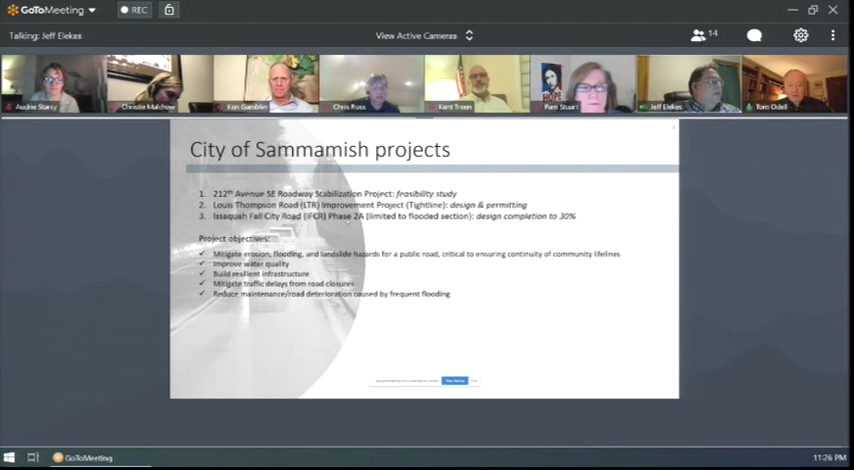 GoToMeeting
REC
Talking: Jeff Elekes
View Active Cameras
14
Audrie Starsy
Christie Malchow
Ken Gamblin
Chris Ross
Kent Treen
HOPE
Pam Stuart
Jeff Elekes
Tom Odell
City of Sammamish projects
1. 212th Avenue SE Roadway Stabilization Project: feasibility study
2. Louis Thompson Road (LTR) Improvement Project (Tightline): design & permitting
3. Issaquah Fall City Road (IFCR) Phase 2A (limited to flooded section): design completion to 30%
Project objectives:
✓ Mitigate erosion, flooding, and landslide hazards for a public road, critical to ensuring continuity of community lifelines
✓ Improve water quality
✓ Build resilient infrastructure
✓ Mitigate traffic delays from road closures
✓ Reduce maintenance/road deterioration caused by frequent flooding
GoToMeeting
11:26 PM